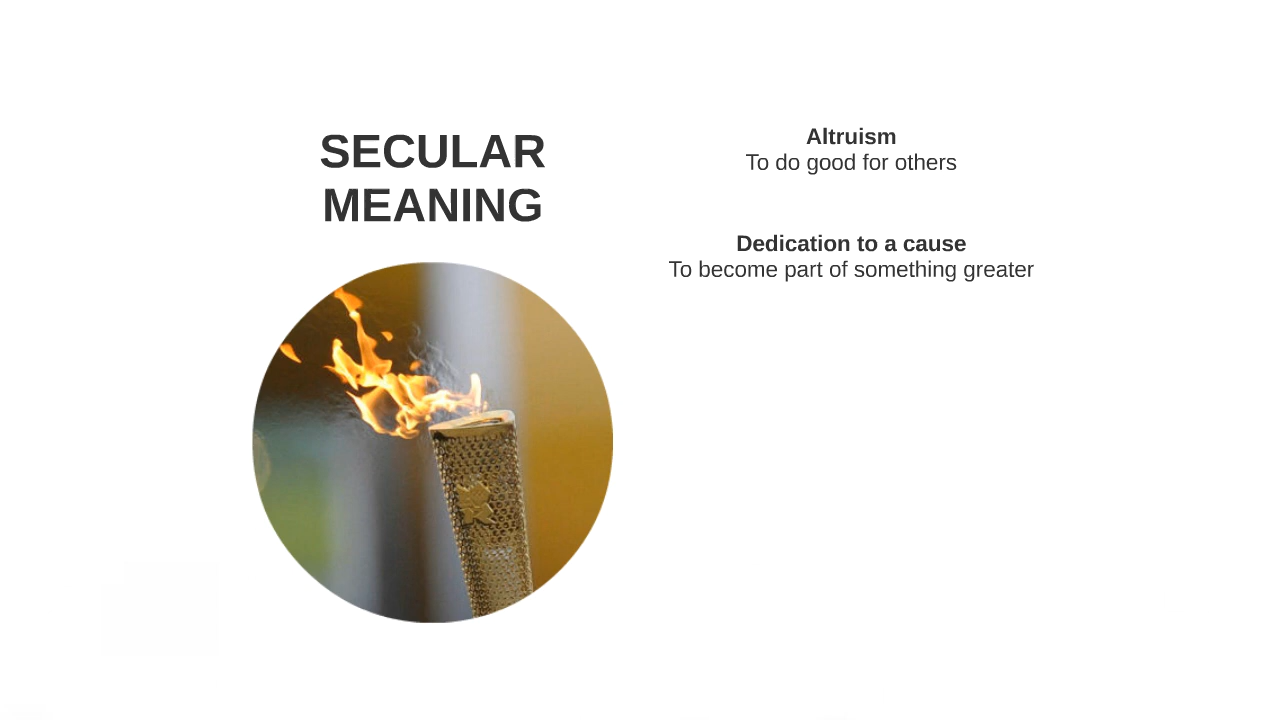 SECULAR
MEANING
Altruism
To do good for others
Dedication to a cause
To become part of something greater